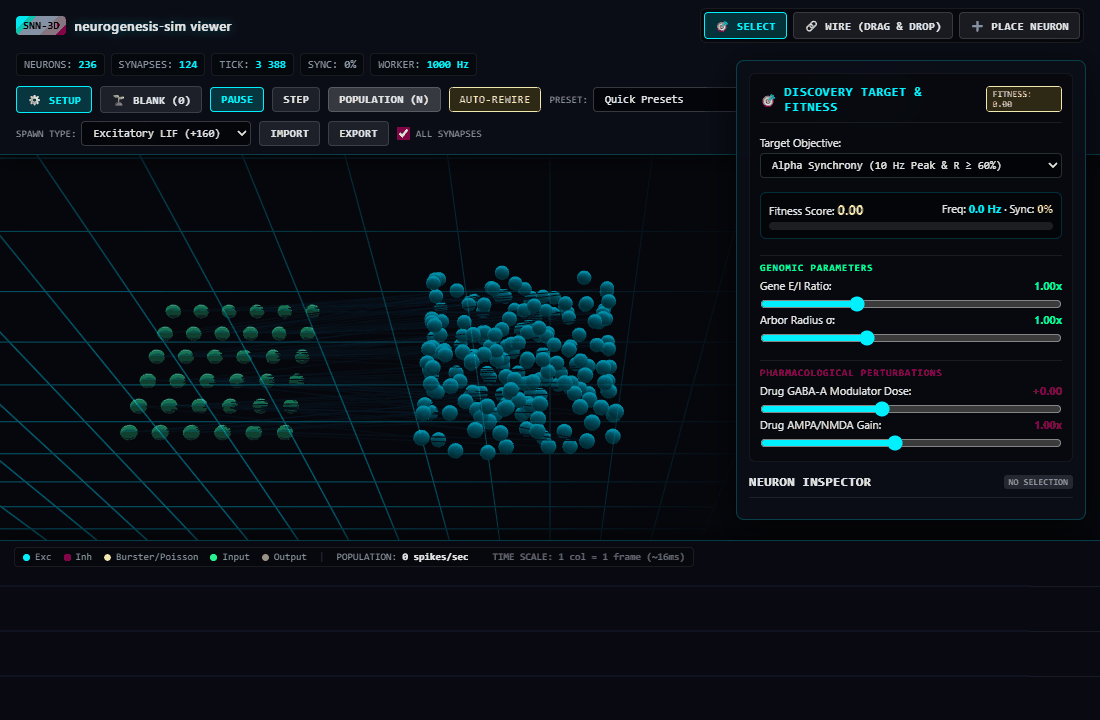 SNN-3D neurogenesis-sim viewer
SELECT
WIRE (DRAG & DROP)
PLACE NEURON
NEURONS: 236
SYNAPSES: 124
TICK: 3 388
SYNC: 0%
WORKER: 1000 Hz
SETUP
BLANK (0)
PAUSE
STEP
POPULATION (N)
AUTO-REWIRE
PRESET:
Quick Presets
SPAWN TYPE:
Excitatory LIF (+160)
IMPORT
EXPORT
ALL SYNAPSES
DISCOVERY TARGET &
FITNESS
FITNESS:
0.00
Target Objective:
Alpha Synchrony (10 Hz Peak & R ≥ 60%)
Fitness Score: 0.00
Freq: 0.0 Hz · Sync: 0%
GENOMIC PARAMETERS
Gene E/I Ratio: 1.00x
Arbor Radius σ: 1.00x
PHARMACOLOGICAL PERTURBATIONS
Drug GABA-A Modulator Dose: +0.00
Drug AMPA/NMDA Gain: 1.00x
NEURON INSPECTOR
NO SELECTION
Exc
Inh
Burster/Poisson
Input
Output
POPULATION: 0 spikes/sec
TIME SCALE: 1 col = 1 frame (~16ms)